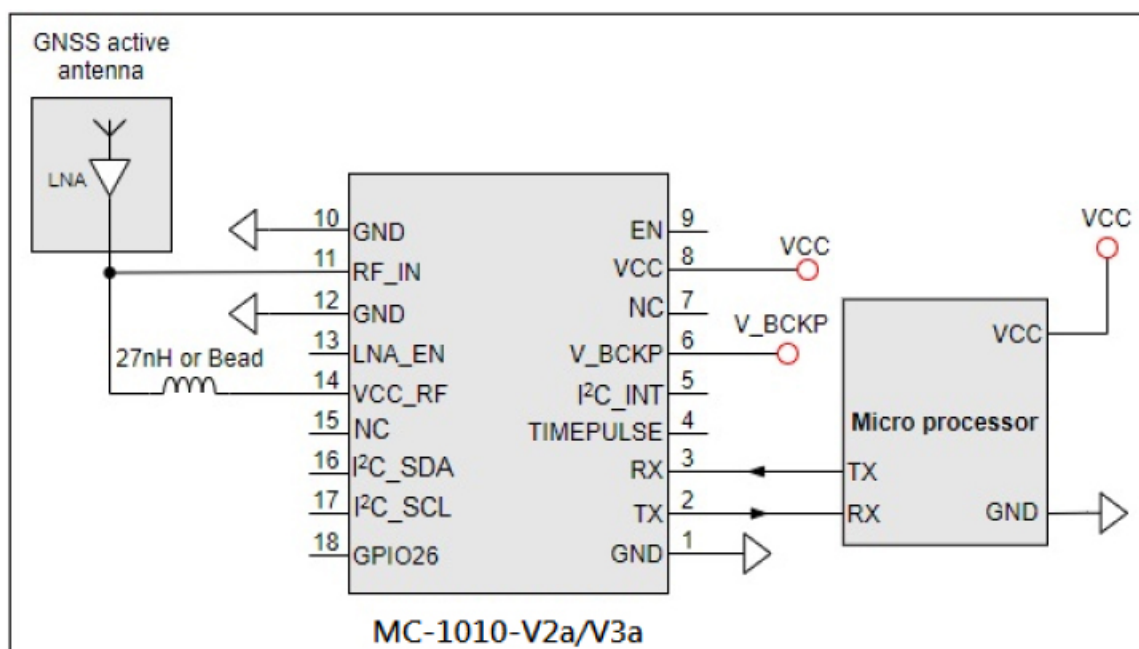 GNSS active
antenna
LNA
27nH or Bead
10 GND
11 RF_IN
12 GND
13 LNA_EN
14 VCC_RF
15 NC
16 I²C_SDA
17 I²C_SCL
18 GPIO26
EN 9
VCC 8
NC 7
V_BCKP 6
I²C_INT 5
TIMEPULSE 4
RX 3
TX 2
GND 1
VCC
V_BCKP
VCC
VCC
Micro processor
TX
RX
GND
MC-1010-V2a/V3a